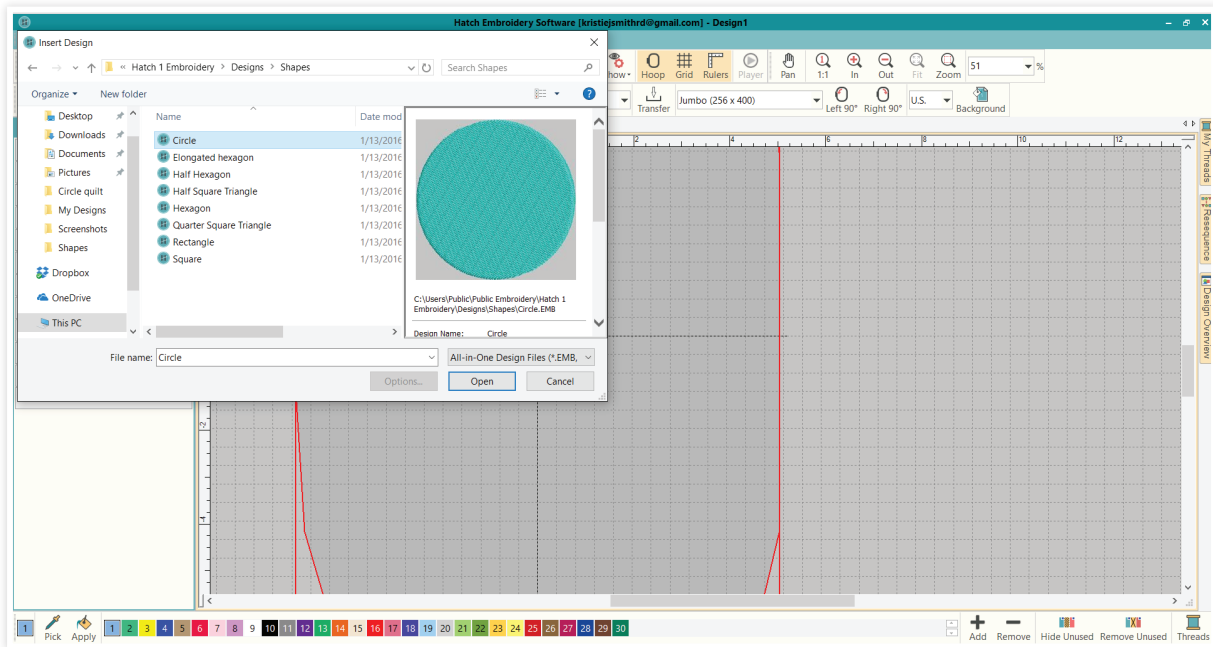 Hatch Embroidery Software [kristiejsmithrd@gmail.com] - Design1
Insert Design
« Hatch 1 Embroidery > Designs > Shapes
Search Shapes
Organize
New folder
Name
Date mod
Desktop
Downloads
Documents
Pictures
Circle quilt
My Designs
Screenshots
Shapes
Dropbox
OneDrive
This PC
Circle 1/13/2016
Elongated hexagon 1/13/2016
Half Hexagon 1/13/2016
Half Square Triangle 1/13/2016
Hexagon 1/13/2016
Quarter Square Triangle 1/13/2016
Rectangle 1/13/2016
Square 1/13/2016
C:\Users\Public\Public Embroidery\Hatch 1
Embroidery\Designs\Shapes\Circle.EMB
Design Name: Circle
File name: Circle
All-in-One Design Files (*.EMB,
Options...
Open
Cancel
how Hoop Grid Rulers Player Pan 1:1 In Out Fit Zoom 51 %
Transfer Jumbo (256 x 400) Left 90° Right 90° U.S. Background
2 4 6 8 10 12
-2
-4
My Threads
Resequence
Design Overview
1 Pick Apply 1 2 3 4 5 6 7 8 9 10 11 12 13 14 15 16 17 18 19 20 21 22 23 24 25 26 27 28 29 30
Add Remove Hide Unused Remove Unused Threads